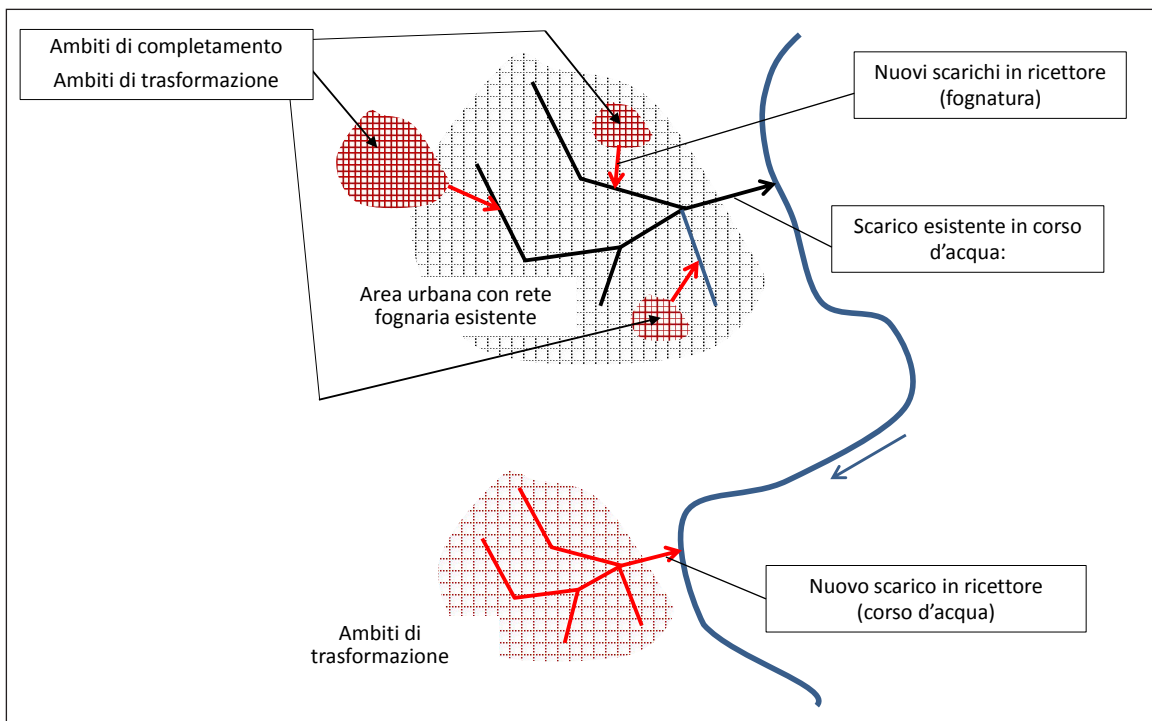 Ambiti di completamento
Ambiti di trasformazione
Nuovi scarichi in ricettore
(fognatura)
Scarico esistente in corso
d'acqua:
Area urbana con rete
fognaria esistente
Nuovo scarico in ricettore
(corso d'acqua)
Ambiti di
trasformazione